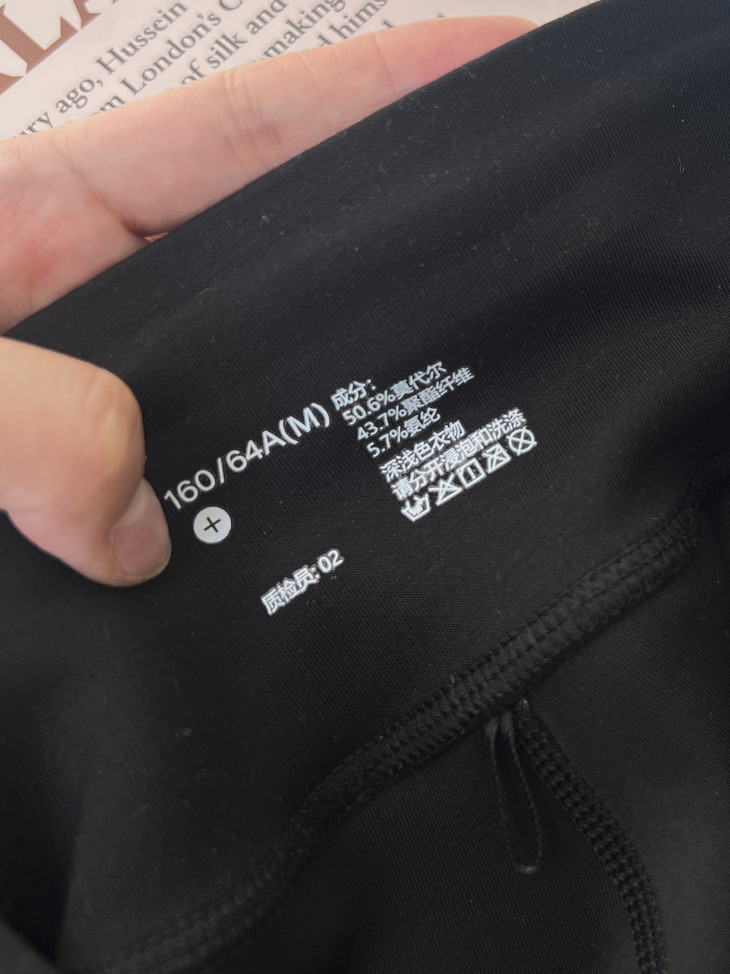 ry ago, Hussein
m London's C
of silk and
making
hims
160/64A(M)
成分:
50.6%莫代尔
43.7%聚酯纤维
5.7%氨纶
深浅色衣物
请分开浸泡和洗涤
质检员: 02